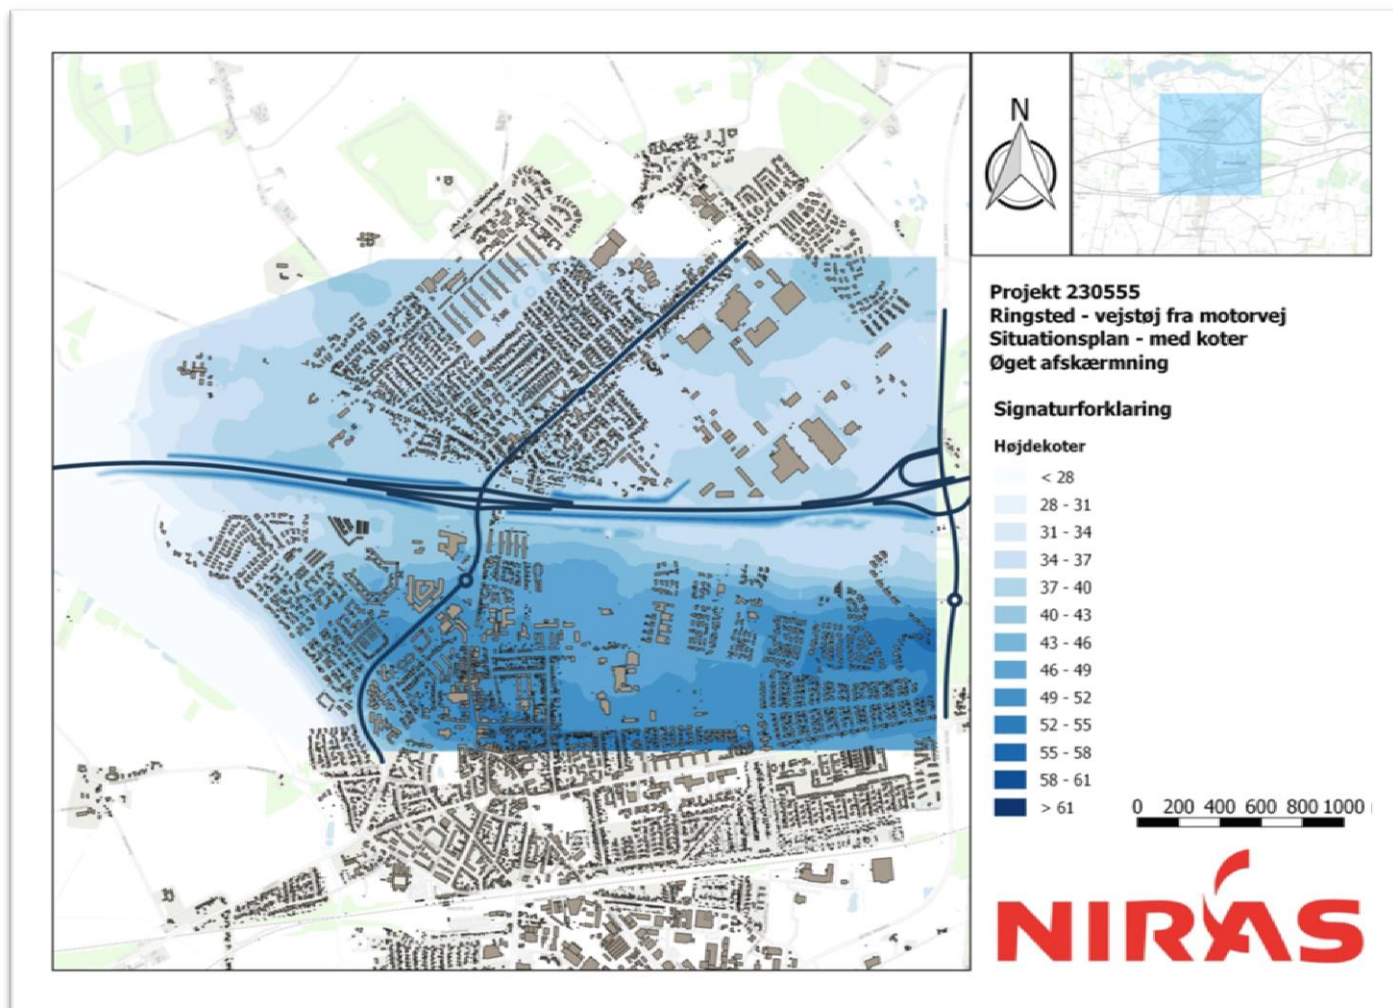 N
Projekt 230555
Ringsted - vejstøj fra motorvej
Situationsplan - med koter
Øget afskærmning
Signaturforklaring
Højdekoter
< 28
28 - 31
31 - 34
34 - 37
37 - 40
40 - 43
43 - 46
46 - 49
49 - 52
52 - 55
55 - 58
58 - 61
> 61
0 200 400 600 800 1000
NIRAS